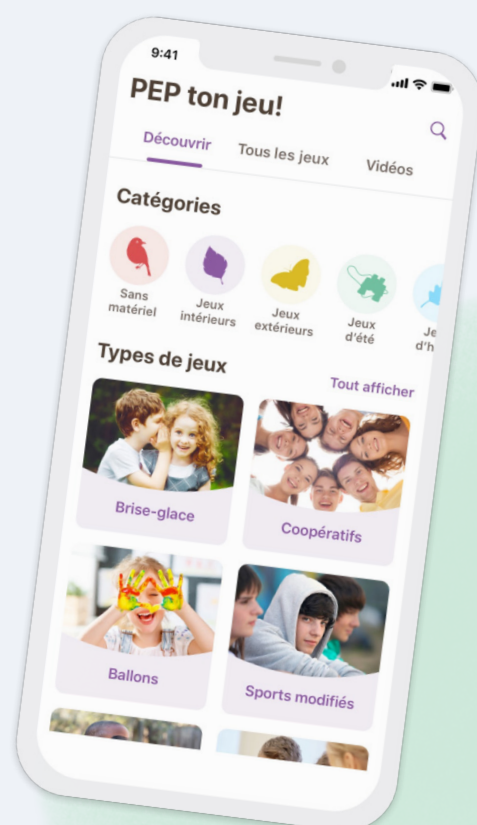 9:41
PEP ton jeu!
Découvrir Tous les jeux Vidéos
Catégories
Sans
matériel
Jeux
intérieurs
Jeux
extérieurs
Jeux
d'été
Je
d'h
Types de jeux Tout afficher
Brise-glace
Coopératifs
Ballons
Sports modifiés